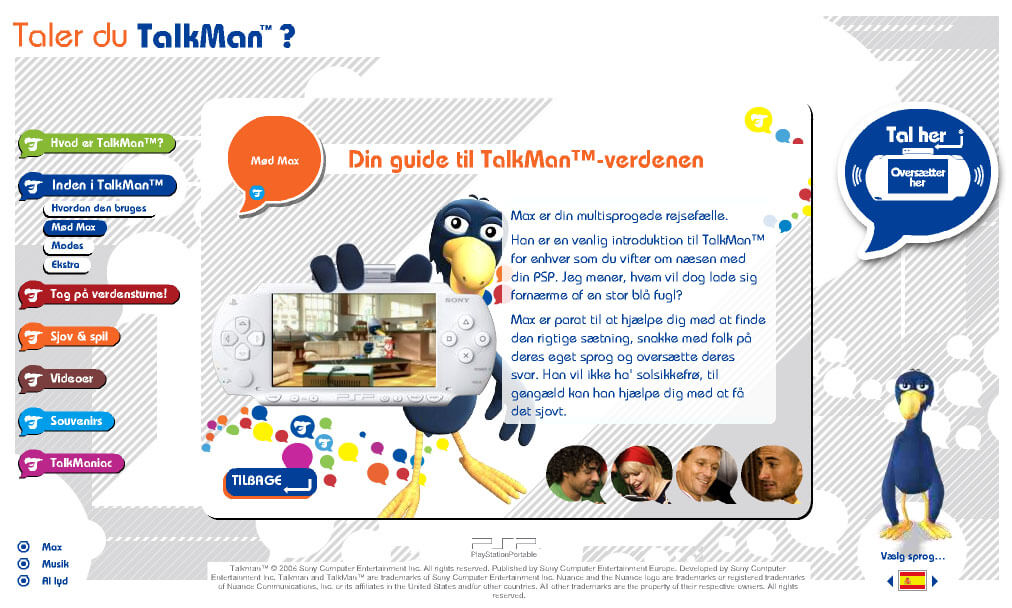 Taler du TalkMan™ ?
Hvad er TalkMan™?
Inden i TalkMan™
Hvordan den bruges
Mød Max
Modes
Ekstra
Tag på verdensturne!
Sjov & spil
Videoer
Souvenirs
TalkManiac
Max
Musik
Al lyd
Mød Max
Din guide til TalkMan™-verdenen
Max er din multisprogede rejsefælle.
Han er en venlig introduktion til TalkMan™
for enhver som du vifter om næsen med
din PSP. Jeg mener, hvem vil dog lade sig
fornærme af en stor blå fugl?
Max er parat til at hjælpe dig med at finde
den rigtige sætning, snakke med folk på
deres eget sprog og oversætte deres
svar. Han vil ikke ha' solsikkefrø, til
gengæld kan han hjælpe dig med at få
det sjovt.
SONY
PSP
TILBAGE
Tal her
Oversætter
her
Vælg sprog...
PSP
PlayStationPortable
Talkman™ © 2006 Sony Computer Entertainment Inc. All rights reserved. Published by Sony Computer Entertainment Europe. Developed by Sony Computer
Entertainment Inc. Talkman and TalkMan™ are trademarks of Sony Computer Entertainment Inc. Nuance and the Nuance logo are trademarks or registered trademarks
of Nuance Communications, Inc. or its affiliates in the United States and/or other countries. All other trademarks are the property of their respective owners. All rights
reserved.